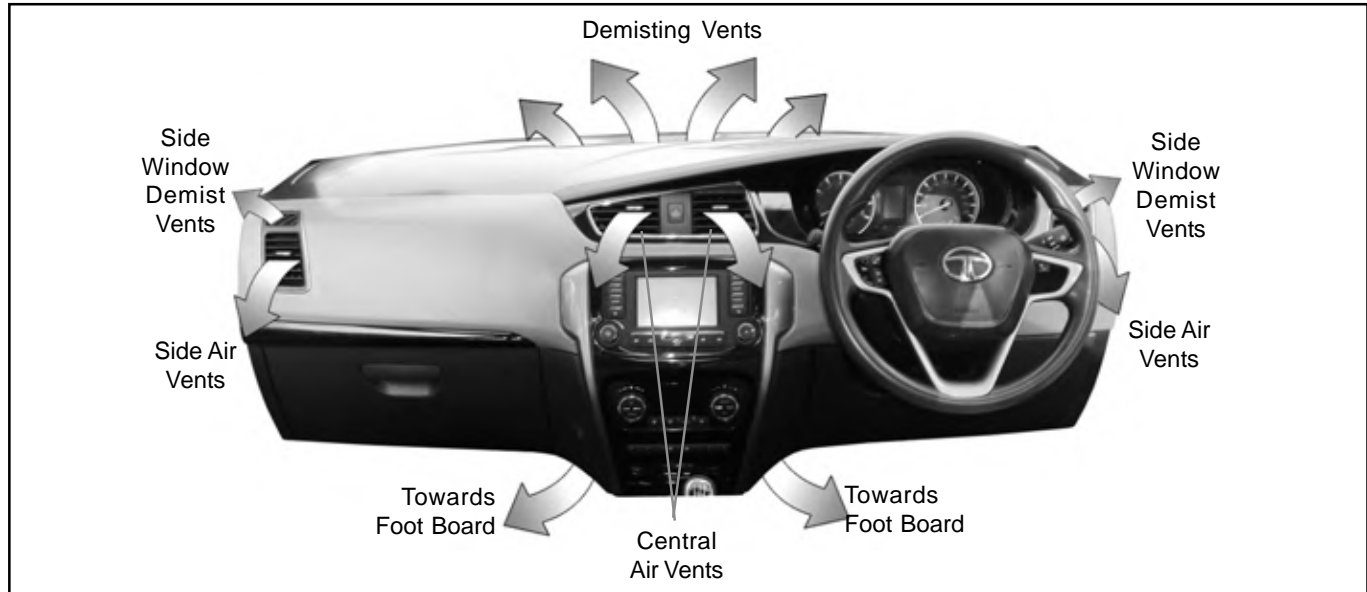 Demisting Vents
Side
Window
Demist
Vents
Side
Window
Demist
Vents
Side Air
Vents
Side Air
Vents
Towards
Foot Board
Towards
Foot Board
Central
Air Vents